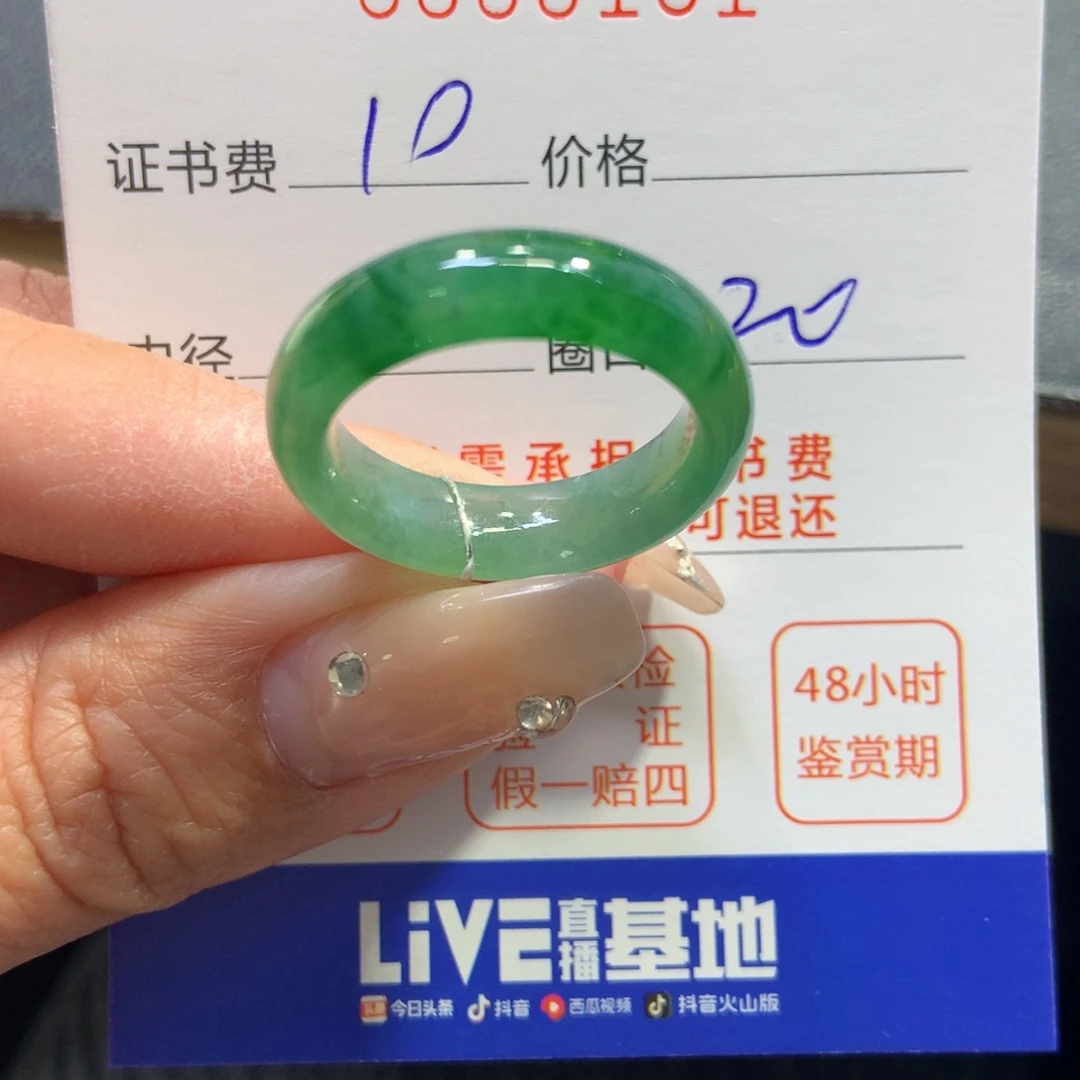 证书费 10 价格
内径 圈口 20
需承担 书费
可退还
验 证
假一赔四
48小时
鉴赏期
LiVE直播基地
今日头条 抖音 西瓜视频 抖音火山版